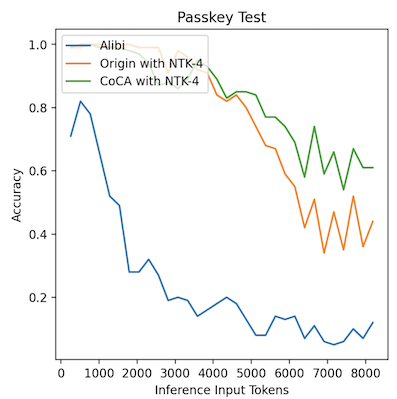 Passkey Test
Alibi
Origin with NTK-4
CoCA with NTK-4
Accuracy
1.0
0.8
0.6
0.4
0.2
0 1000 2000 3000 4000 5000 6000 7000 8000
Inference Input Tokens